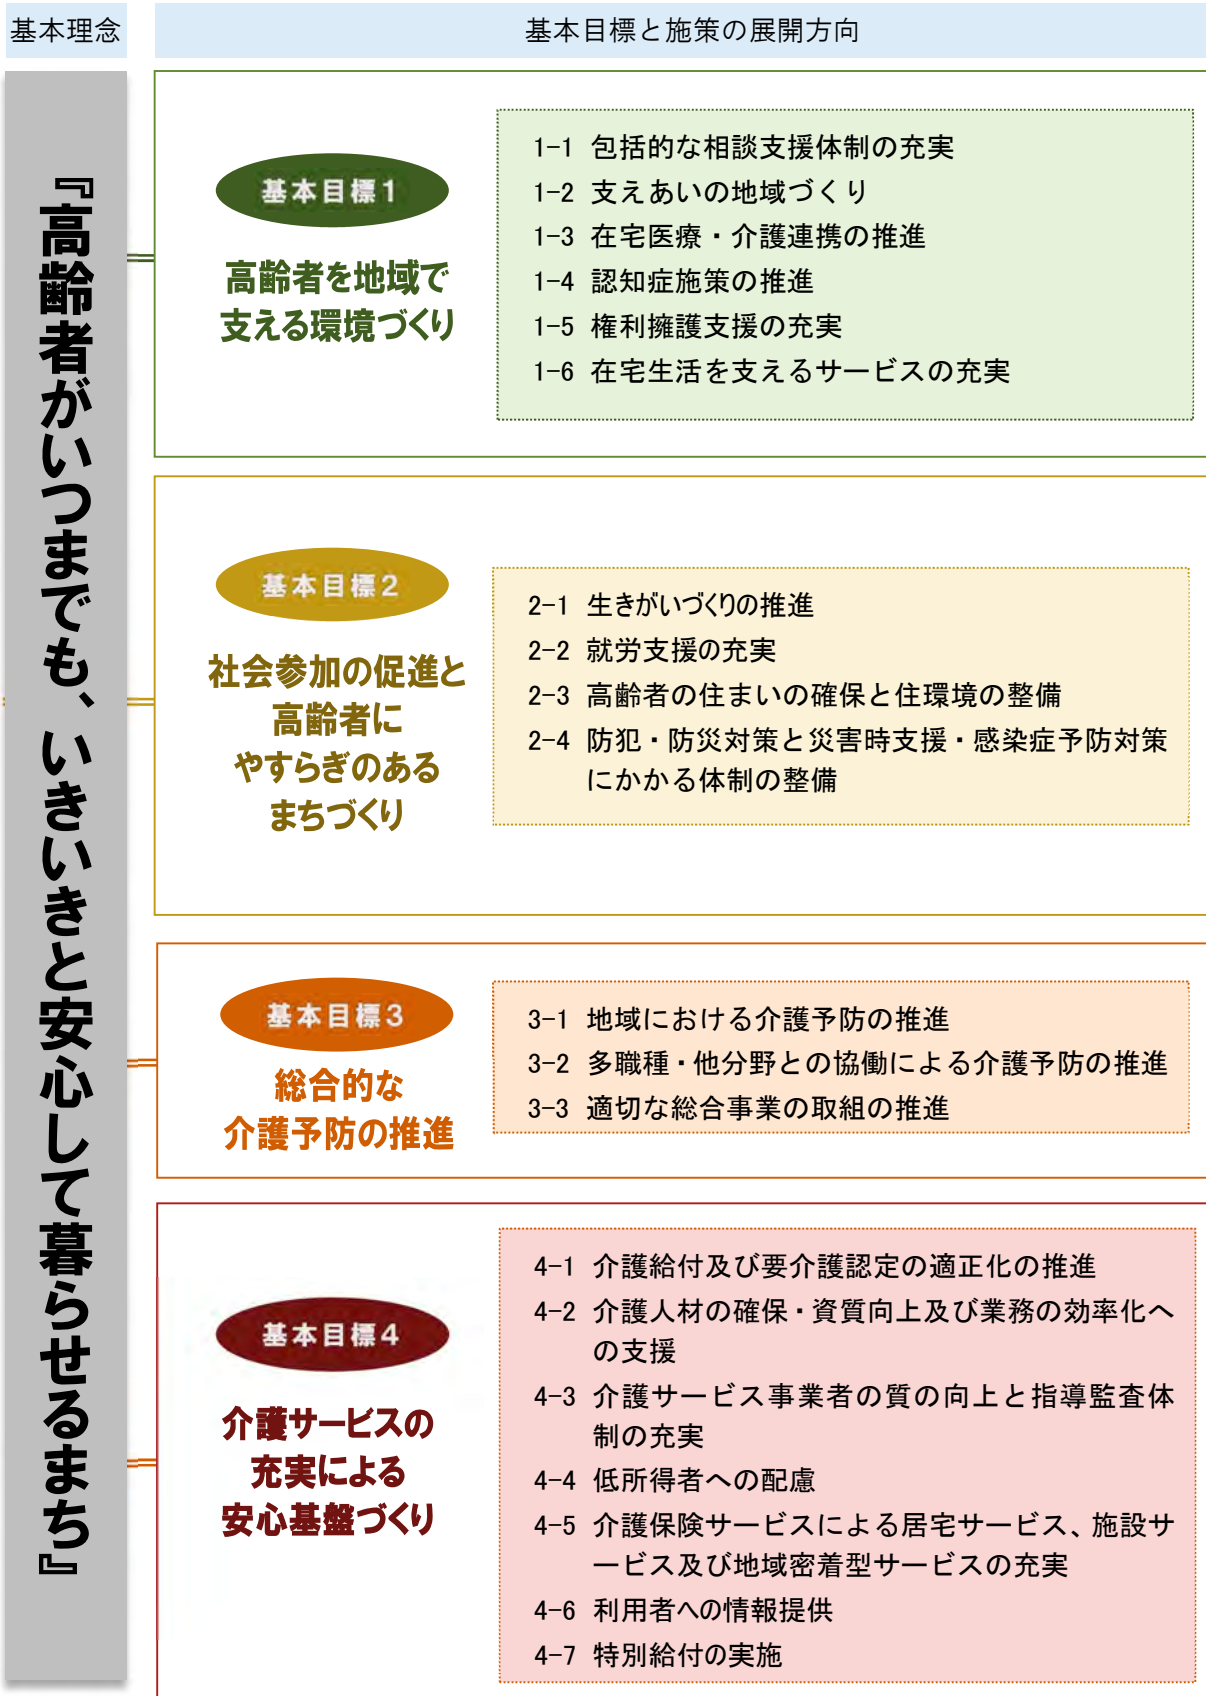 基本理念
基本目標と施策の展開方向
『高齢者がいつまでも、いきいきと安心して暮らせるまち』
基本目標1
高齢者を地域で
支える環境づくり
1-1 包括的な相談支援体制の充実
1-2 支えあいの地域づくり
1-3 在宅医療・介護連携の推進
1-4 認知症施策の推進
1-5 権利擁護支援の充実
1-6 在宅生活を支えるサービスの充実
基本目標2
社会参加の促進と
高齢者に
やすらぎのある
まちづくり
2-1 生きがいづくりの推進
2-2 就労支援の充実
2-3 高齢者の住まいの確保と住環境の整備
2-4 防犯・防災対策と災害時支援・感染症予防対策
にかかる体制の整備
基本目標3
総合的な
介護予防の推進
3-1 地域における介護予防の推進
3-2 多職種・他分野との協働による介護予防の推進
3-3 適切な総合事業の取組の推進
基本目標4
介護サービスの
充実による
安心基盤づくり
4-1 介護給付及び要介護認定の適正化の推進
4-2 介護人材の確保・資質向上及び業務の効率化へ
の支援
4-3 介護サービス事業者の質の向上と指導監査体
制の充実
4-4 低所得者への配慮
4-5 介護保険サービスによる居宅サービス、施設サ
ービス及び地域密着型サービスの充実
4-6 利用者への情報提供
4-7 特別給付の実施